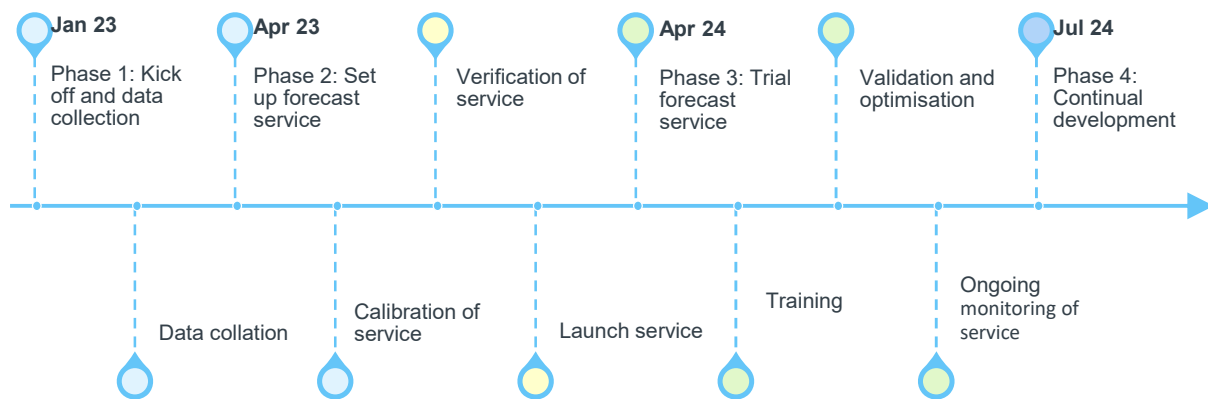 Jan 23
Phase 1: Kick
off and data
collection
Apr 23
Phase 2: Set
up forecast
service
Verification of
service
Apr 24
Phase 3: Trial
forecast
service
Validation and
optimisation
Jul 24
Phase 4:
Continual
development
Data collation
Calibration of
service
Launch service
Training
Ongoing
monitoring of
service